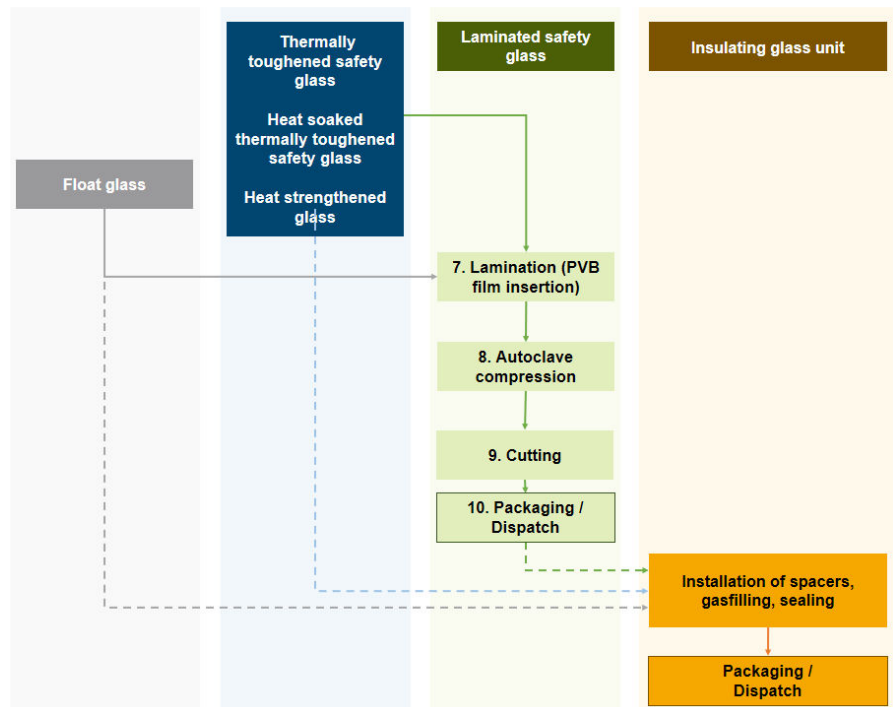 Thermally
toughened safety
glass
Heat soaked
thermally toughened
safety glass
Heat strengthened
glass
Laminated safety
glass
Insulating glass unit
Float glass
7. Lamination (PVB
film insertion)
8. Autoclave
compression
9. Cutting
10. Packaging /
Dispatch
Installation of spacers,
gasfilling, sealing
Packaging /
Dispatch